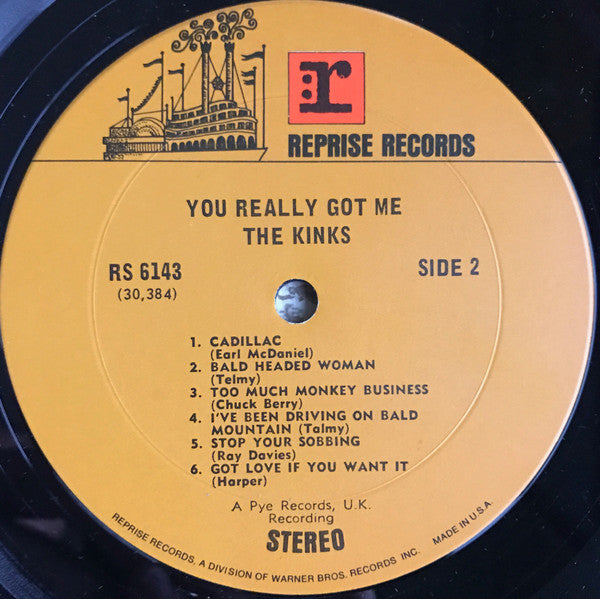 r
REPRISE RECORDS
YOU REALLY GOT ME
THE KINKS
RS 6143
SIDE 2
(30,384)
1. CADILLAC
(Earl McDaniel)
2. BALD HEADED WOMAN
(Telmy)
3. TOO MUCH MONKEY BUSINESS
(Chuck Berry)
4. I'VE BEEN DRIVING ON BALD
MOUNTAIN (Talmy)
5. STOP YOUR SOBBING
(Ray Davies)
6. GOT LOVE IF YOU WANT IT
(Harper)
A Pye Records, U.K.
Recording
STEREO
REPRISE RECORDS, A DIVISION OF WARNER BROS. RECORDS INC. MADE IN U.S.A.